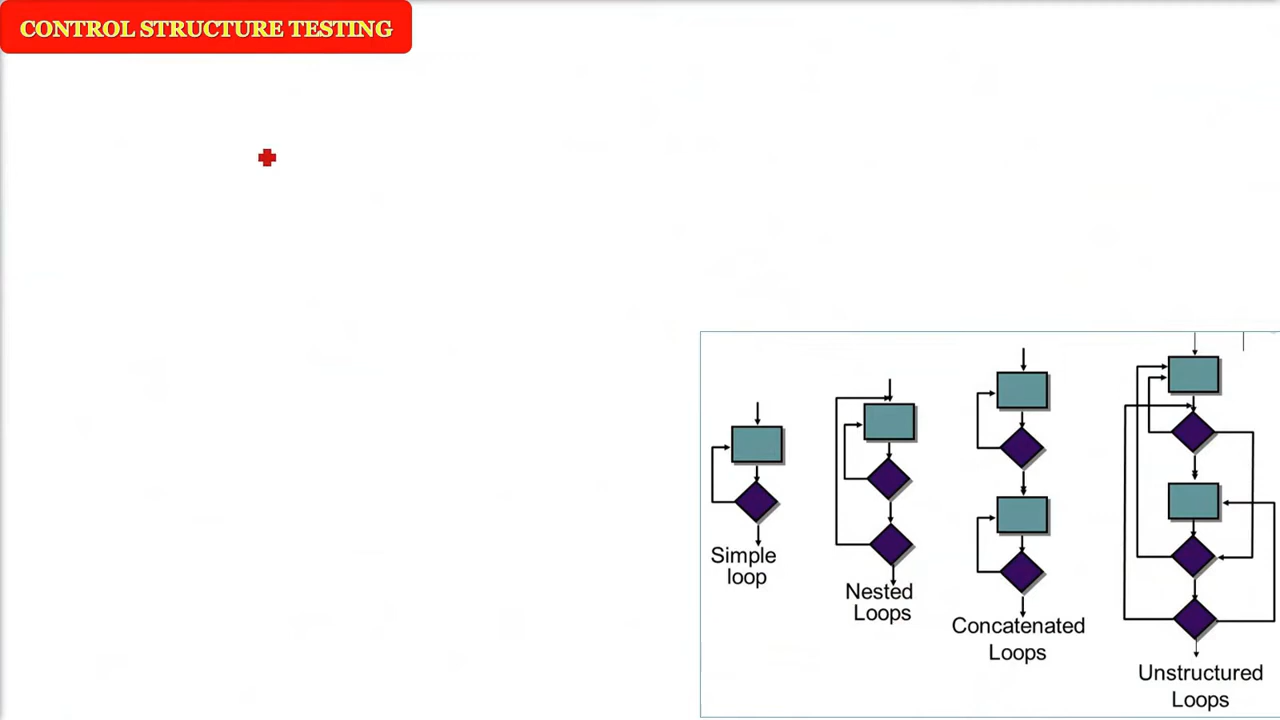 CONTROL STRUCTURE TESTING
Simple
loop
Nested
Loops
Concatenated
Loops
Unstructured
Loops